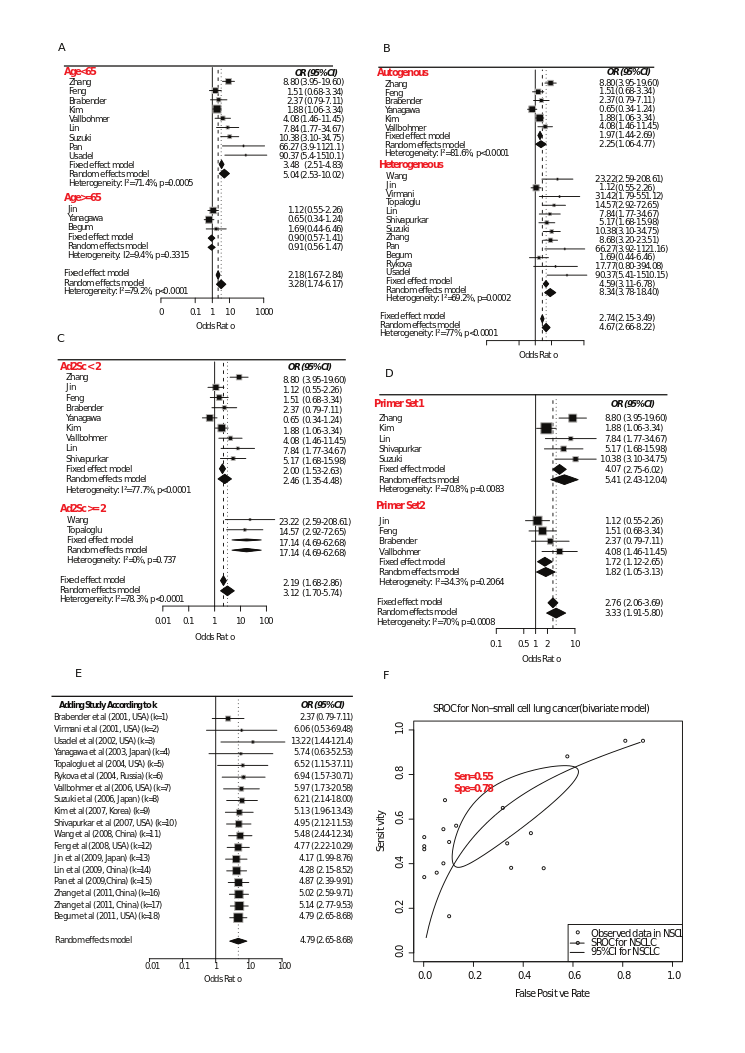 A
Age<65
OR (95%CI)
Zhang 8.80(3.95-19.60)
Feng 1.51(0.68-3.34)
Brabender 2.37(0.79-7.11)
Kim 1.88(1.06-3.34)
Vallbohmer 4.08(1.46-11.45)
Lin 7.84(1.77-34.67)
Suzuki 10.38(3.10-34.75)
Pan 66.27(3.9-1121.1)
Usadel 90.37(5.4-1510.1)
Fixed effect model 3.48 (2.51-4.83)
Random effects model 5.04(2.53-10.02)
Heterogeneity: I²=71.4%, p=0.0005
Age>=65
Jin 1.12(0.55-2.26)
Yanagawa 0.65(0.34-1.24)
Begum 1.69(0.44-6.46)
Fixed effect model 0.90(0.57-1.41)
Random effects model 0.91(0.56-1.47)
Heterogeneity: I2=9.4%, p=0.3315
Fixed effect model 2.18(1.67-2.84)
Random effects model 3.28(1.74-6.17)
Heterogeneity: I²=79.2%, p<0.0001
0 0.1 1 10 1000
Odds Rat o
B
Autogenous
OR (95%CI)
Zhang 8.80(3.95-19.60)
Feng 1.51(0.68-3.34)
Brabender 2.37(0.79-7.11)
Yanagawa 0.65(0.34-1.24)
Kim 1.88(1.06-3.34)
Vallbohmer 4.08(1.46-11.45)
Fixed effect model 1.97(1.44-2.69)
Random effects model 2.25(1.06-4.77)
Heterogeneity: I²=81.6%, p<0.0001
Heterogeneous
Wang 23.22(2.59-208.61)
Jin 1.12(0.55-2.26)
Virmani 31.42(1.79-551.12)
Topaloglu 14.57(2.92-72.65)
Lin 7.84(1.77-34.67)
Shivapurkar 5.17(1.68-15.98)
Suzuki 10.38(3.10-34.75)
Zhang 8.68(3.20-23.51)
Pan 66.27(3.92-1121.16)
Begum 1.69(0.44-6.46)
Rykova 17.77(0.80-394.08)
Usadel 90.37(5.41-1510.15)
Fixed effect model 4.59(3.11-6.78)
Random effects model 8.34(3.78-18.40)
Heterogeneity: I²=69.2%, p=0.0002
Fixed effect model 2.74(2.15-3.49)
Random effects model 4.67(2.66-8.22)
Heterogeneity: I²=77%, p<0.0001
Odds Rat o
C
Ad2Sc < 2
OR (95%CI)
Zhang 8.80 (3.95-19.60)
Jin 1.12 (0.55-2.26)
Feng 1.51 (0.68-3.34)
Brabender 2.37 (0.79-7.11)
Yanagawa 0.65 (0.34-1.24)
Kim 1.88 (1.06-3.34)
Vallbohmer 4.08 (1.46-11.45)
Lin 7.84 (1.77-34.67)
Shivapurkar 5.17 (1.68-15.98)
Fixed effect model 2.00 (1.53-2.63)
Random effects model 2.46 (1.35-4.48)
Heterogeneity: I²=77.7%, p<0.0001
Ad2Sc >= 2
Wang 23.22 (2.59-208.61)
Topaloglu 14.57 (2.92-72.65)
Fixed effect model 17.14 (4.69-62.68)
Random effects model 17.14 (4.69-62.68)
Heterogeneity: I²=0%, p=0.737
Fixed effect model 2.19 (1.68-2.86)
Random effects model 3.12 (1.70-5.74)
Heterogeneity: I²=78.3%, p<0.0001
0.01 0.1 1 10 100
Odds Rat o
D
OR (95%CI)
Primer Set1
Zhang 8.80 (3.95-19.60)
Kim 1.88 (1.06-3.34)
Lin 7.84 (1.77-34.67)
Shivapurkar 5.17 (1.68-15.98)
Suzuki 10.38 (3.10-34.75)
Fixed effect model 4.07 (2.75-6.02)
Random effects model 5.41 (2.43-12.04)
Heterogeneity: I²=70.8%, p=0.0083
Primer Set2
Jin 1.12 (0.55-2.26)
Feng 1.51 (0.68-3.34)
Brabender 2.37 (0.79-7.11)
Vallbohmer 4.08 (1.46-11.45)
Fixed effect model 1.72 (1.12-2.65)
Random effects model 1.82 (1.05-3.13)
Heterogeneity: I²=34.3%, p=0.2064
Fixed effect model 2.76 (2.06-3.69)
Random effects model 3.33 (1.91-5.80)
Heterogeneity: I²=70%, p=0.0008
0.1 0.5 1 2 10
Odds Rat o
E
Adding Study According to k OR (95%CI)
Brabender et al (2001, USA) (k=1) 2.37 (0.79-7.11)
Virmani et al (2001, USA) (k=2) 6.06 (0.53-69.48)
Usadel et al (2002, USA) (k=3) 13.22 (1.44-121.4)
Yanagawa et al (2003, Japan) (k=4) 5.74 (0.63-52.53)
Topaloglu et al (2004, USA) (k=5) 6.52 (1.15-37.11)
Rykova et al (2004, Russia) (k=6) 6.94 (1.57-30.71)
Vallbohmer et al (2006, USA) (k=7) 5.97 (1.73-20.58)
Suzuki et al (2006, Japan) (k=8) 6.21 (2.14-18.00)
Kim et al (2007, Korea) (k=9) 5.13 (1.96-13.43)
Shivapurkar et al (2007, USA) (k=10) 4.95 (2.12-11.53)
Wang et al (2008, China) (k=11) 5.48 (2.44-12.34)
Feng et al (2008, USA) (k=12) 4.77 (2.22-10.29)
Jin et al (2009, Japan) (k=13) 4.17 (1.99-8.76)
Lin et al (2009, China) (k=14) 4.28 (2.15-8.52)
Pan et al (2009,China) (k=15) 4.87 (2.39-9.91)
Zhang et al (2011,China) (k=16) 5.02 (2.59-9.71)
Zhang et al (2011, China) (k=17) 5.14 (2.77-9.53)
Begum et al (2011, USA) (k=18) 4.79 (2.65-8.68)
Random effects model 4.79 (2.65-8.68)
0.01 0.1 1 10 100
Odds Rat o
F
SROC for Non−small cell lung cancer(bivariate model)
Sen=0.55
Spe=0.78
Sensit vity
1.0
0.8
0.6
0.4
0.2
0.0
Observed data in NSCL
SROC for NSCLC
95%CI for NSCLC
0.0 0.2 0.4 0.6 0.8 1.0
False Posit ve Rate